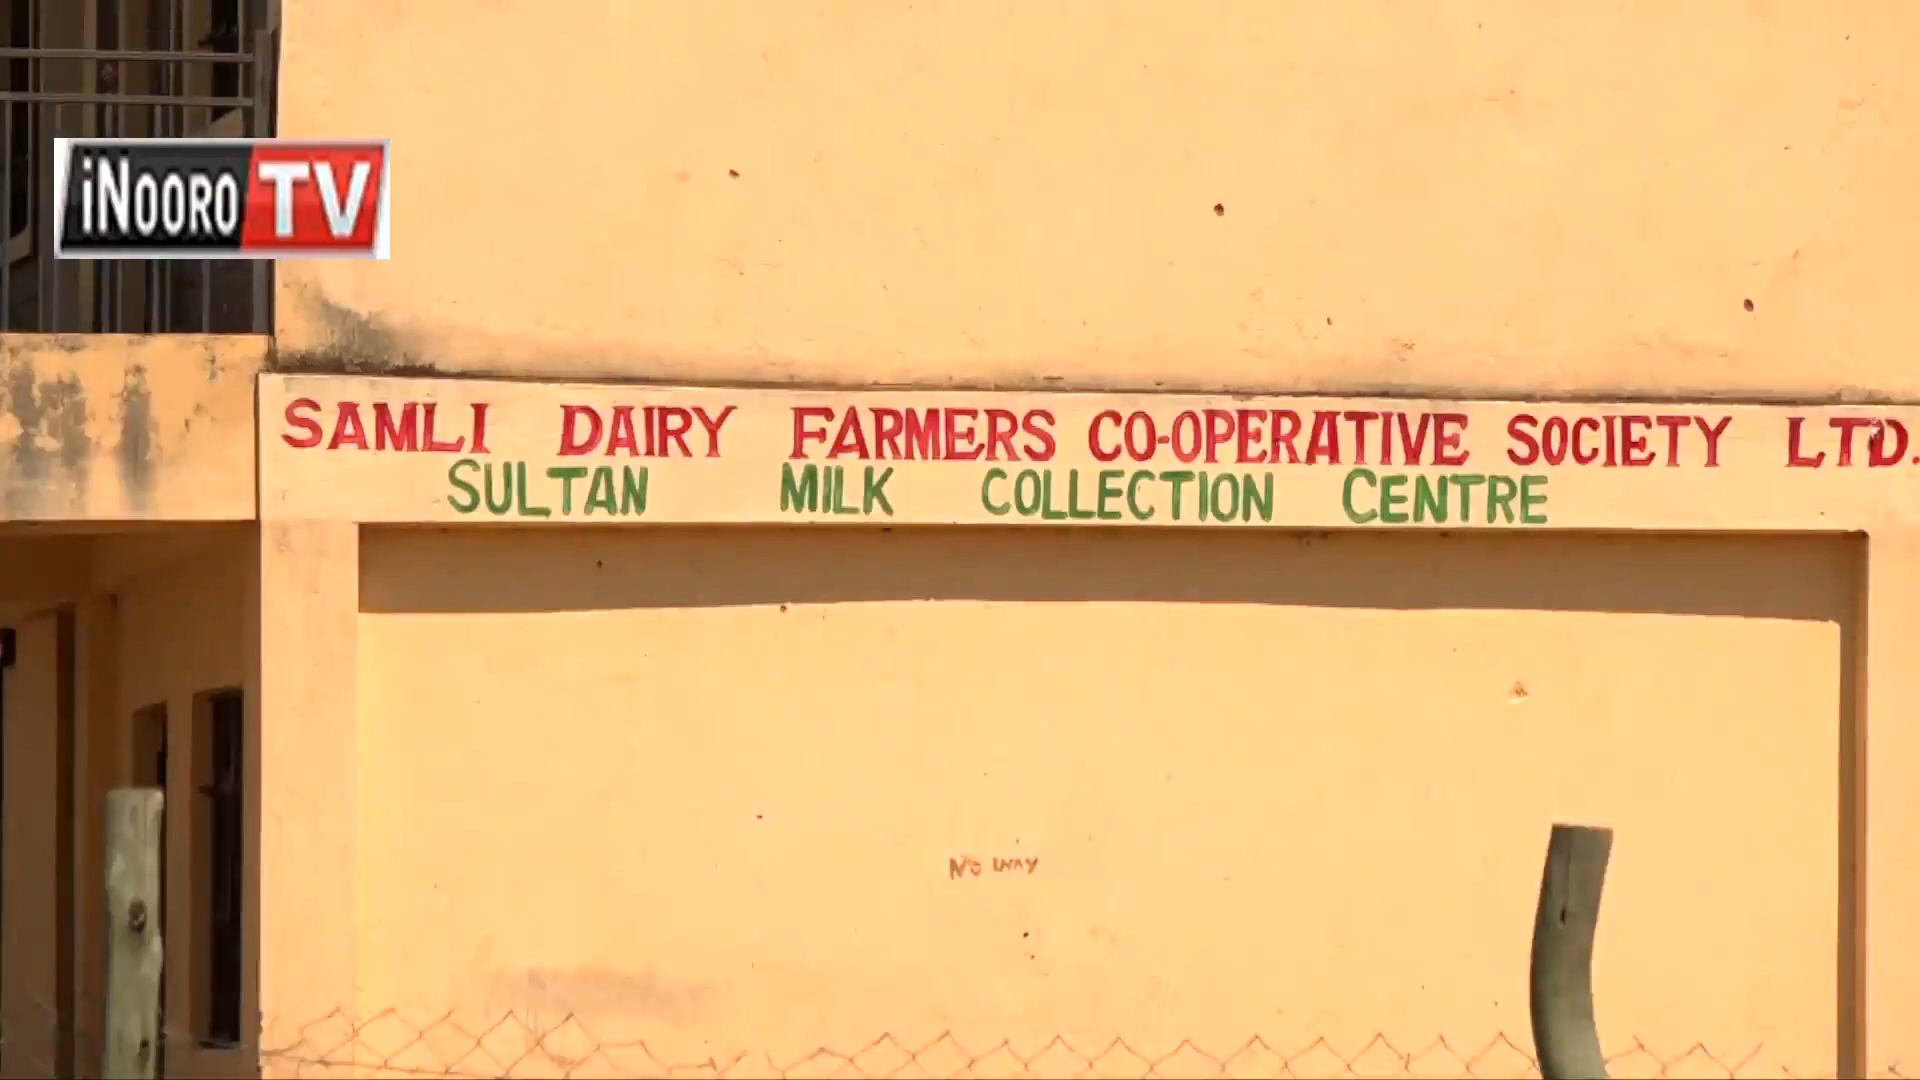 iNOORO TV
SAMLI DAIRY FARMERS CO-OPERATIVE SOCIETY LTD.
SULTAN MILK COLLECTION CENTRE
No WAY